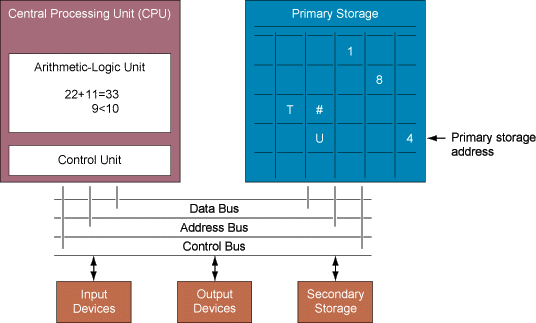 Central Processing Unit (CPU)
Primary Storage
Arithmetic-Logic Unit
22+11=33
9<10
Control Unit
1
8
T #
U 4
Primary storage
address
Data Bus
Address Bus
Control Bus
Input
Devices
Output
Devices
Secondary
Storage